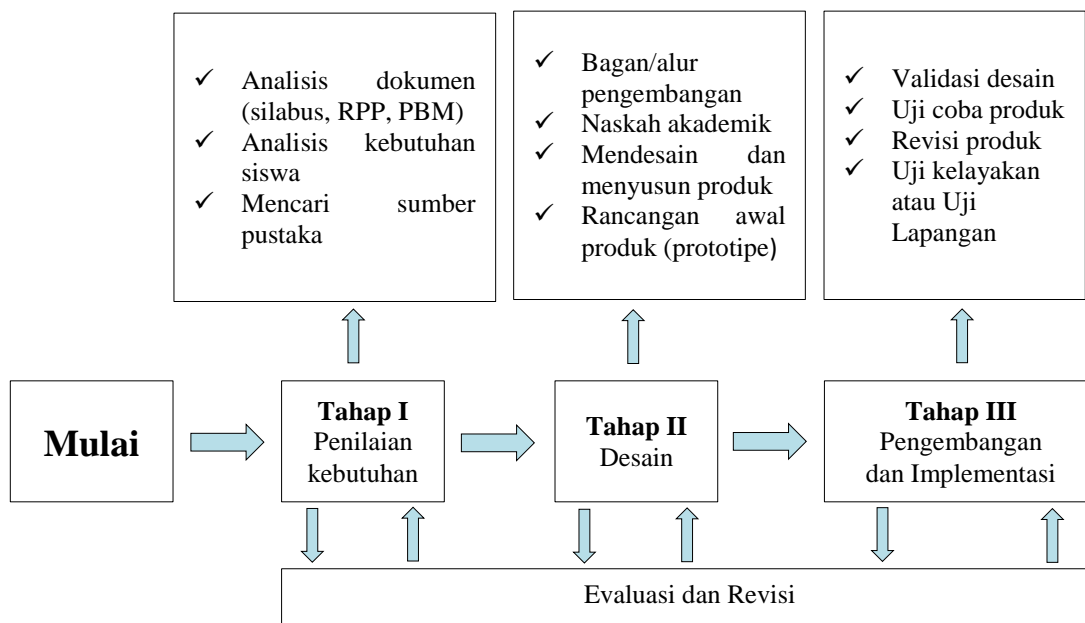 ✓ Analisis dokumen
(silabus, RPP, PBM)
✓ Analisis kebutuhan
siswa
✓ Mencari sumber
pustaka
✓ Bagan/alur
pengembangan
✓ Naskah akademik
✓ Mendesain dan
menyusun produk
✓ Rancangan awal
produk (prototipe)
✓ Validasi desain
✓ Uji coba produk
✓ Revisi produk
✓ Uji kelayakan
atau Uji
Lapangan
Mulai
Tahap I
Penilaian
kebutuhan
Tahap II
Desain
Tahap III
Pengembangan
dan Implementasi
Evaluasi dan Revisi